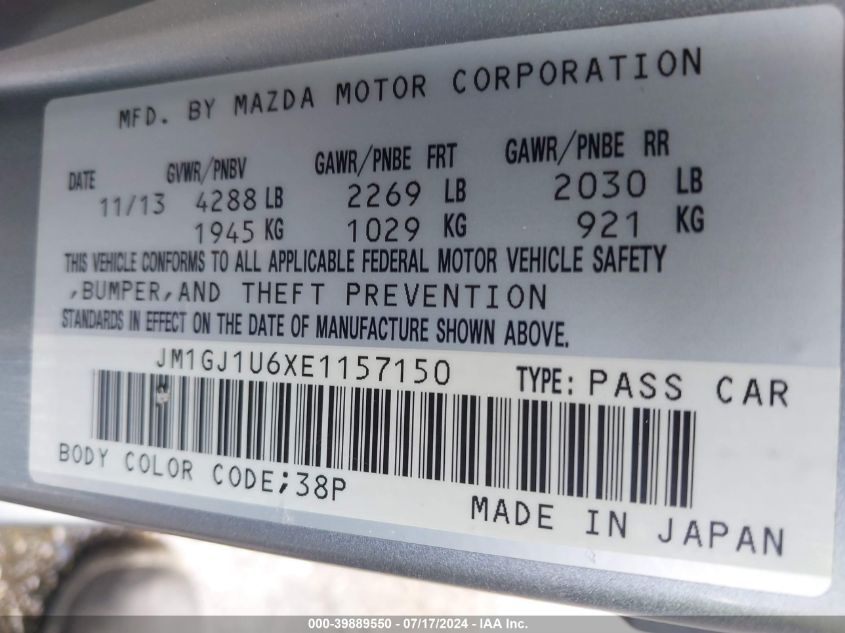 MFD. BY MAZDA MOTOR CORPORATION
DATE GVWR/PNBV GAWR/PNBE FRT GAWR/PNBE RR
11/13 4288 LB 2269 LB 2030 LB
1945 KG 1029 KG 921 KG
THIS VEHICLE CONFORMS TO ALL APPLICABLE FEDERAL MOTOR VEHICLE SAFETY
,BUMPER,AND THEFT PREVENTION
STANDARDS IN EFFECT ON THE DATE OF MANUFACTURE SHOWN ABOVE.
JM1GJ1U6XE1157150 TYPE: PASS CAR
BODY COLOR CODE;38P
MADE IN JAPAN
000-39889550 - 07/17/2024 - IAA Inc.